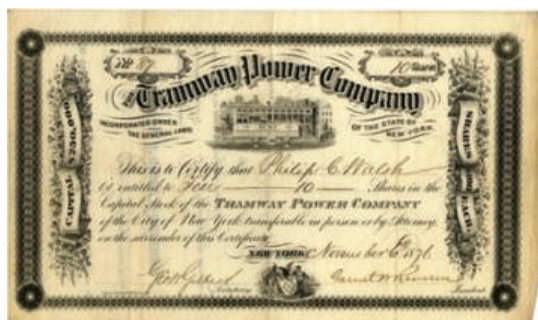 No 87
10 Shares
The Tramway Power Company
INCORPORATED UNDER THE GENERAL LAWS OF THE STATE OF NEW YORK.
CAPITAL $250,000
SHARES $100 EACH
This is to Certify that Philip C. Walsh
is entitled to Ten 10 Shares in the
Capital Stock of the TRAMWAY POWER COMPANY
of the City of New York transferable in person or by Attorney
on the surrender of this Certificate
NEW YORK November 6th 1876
Secretary
President